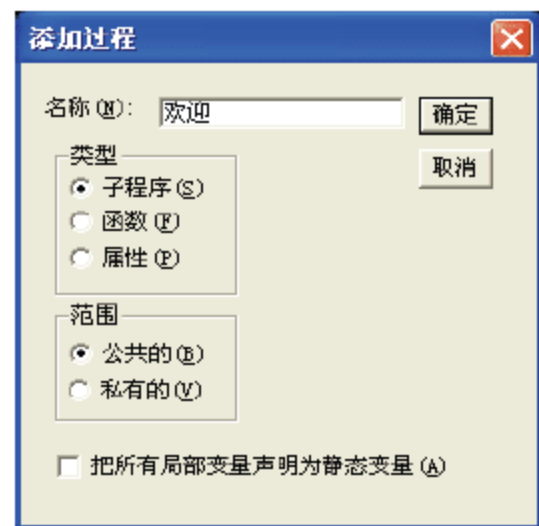 添加过程
名称(N): 欢迎 确定
类型 取消
子程序(S)
函数(F)
属性(P)
范围
公共的(B)
私有的(V)
把所有局部变量声明为静态变量(A)